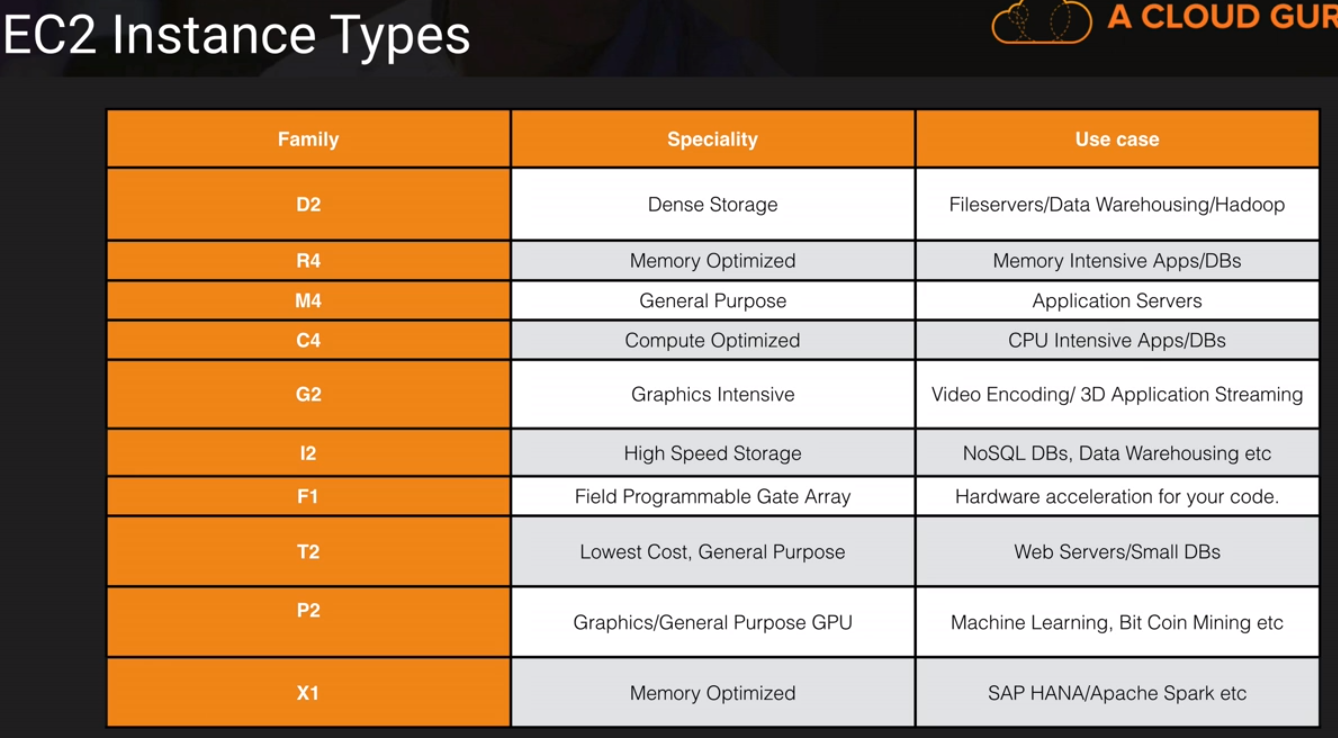 EC2 Instance Types
A CLOUD GUR
Family Speciality Use case
D2 Dense Storage Fileservers/Data Warehousing/Hadoop
R4 Memory Optimized Memory Intensive Apps/DBs
M4 General Purpose Application Servers
C4 Compute Optimized CPU Intensive Apps/DBs
G2 Graphics Intensive Video Encoding/ 3D Application Streaming
I2 High Speed Storage NoSQL DBs, Data Warehousing etc
F1 Field Programmable Gate Array Hardware acceleration for your code.
T2 Lowest Cost, General Purpose Web Servers/Small DBs
P2 Graphics/General Purpose GPU Machine Learning, Bit Coin Mining etc
X1 Memory Optimized SAP HANA/Apache Spark etc